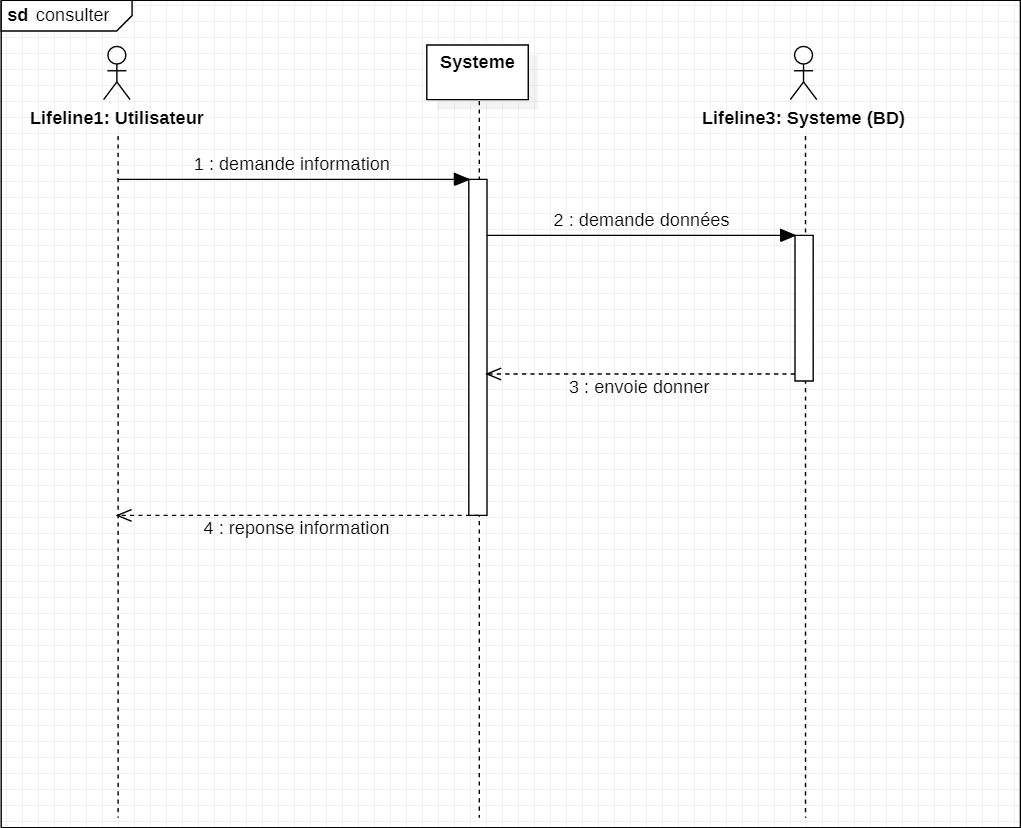 sd consulter
Systeme
Lifeline1: Utilisateur
Lifeline3: Systeme (BD)
1 : demande information
2 : demande données
3 : envoie donner
4 : reponse information